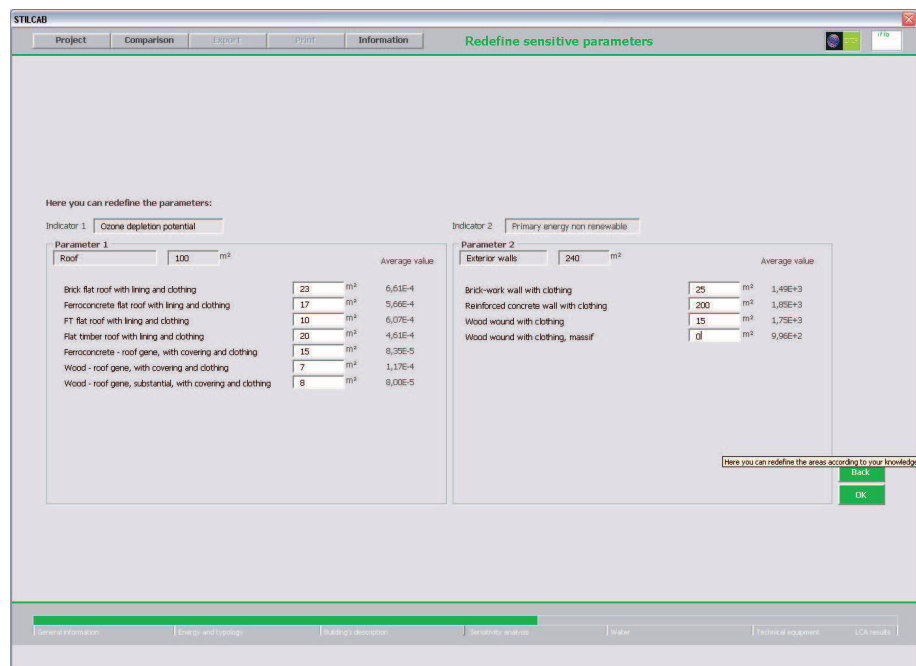 STILCAB
Project Comparison Export Print Information Redefine sensitive parameters
Here you can redefine the parameters:
Indicator 1 Ozone depletion potential Indicator 2 Primary energy non renewable
Parameter 1
Roof 100 m² Average value
Brick flat roof with lining and clothing 23 m² 6,61E-4
Ferroconcrete flat roof with lining and clothing 17 m² 5,66E-4
FT flat roof with lining and clothing 10 m² 6,07E-4
Flat timber roof with lining and clothing 20 m² 4,61E-4
Ferroconcrete - roof gene, with covering and clothing 15 m² 8,35E-5
Wood - roof gene, with covering and clothing 7 m² 1,17E-4
Wood - roof gene, substantial, with covering and clothing 8 m² 8,00E-5
Parameter 2
Exterior walls 240 m² Average value
Brick-work wall with clothing 25 m² 1,49E+3
Reinforced concrete wall with clothing 200 m² 1,85E+3
Wood wound with clothing 15 m² 1,75E+3
Wood wound with clothing, massif 0 m² 9,96E+2
Here you can redefine the areas according to your knowledge
Back
OK
General information Energy and typology Building's description Sensitivity analysis Water Technical equipment LCA results